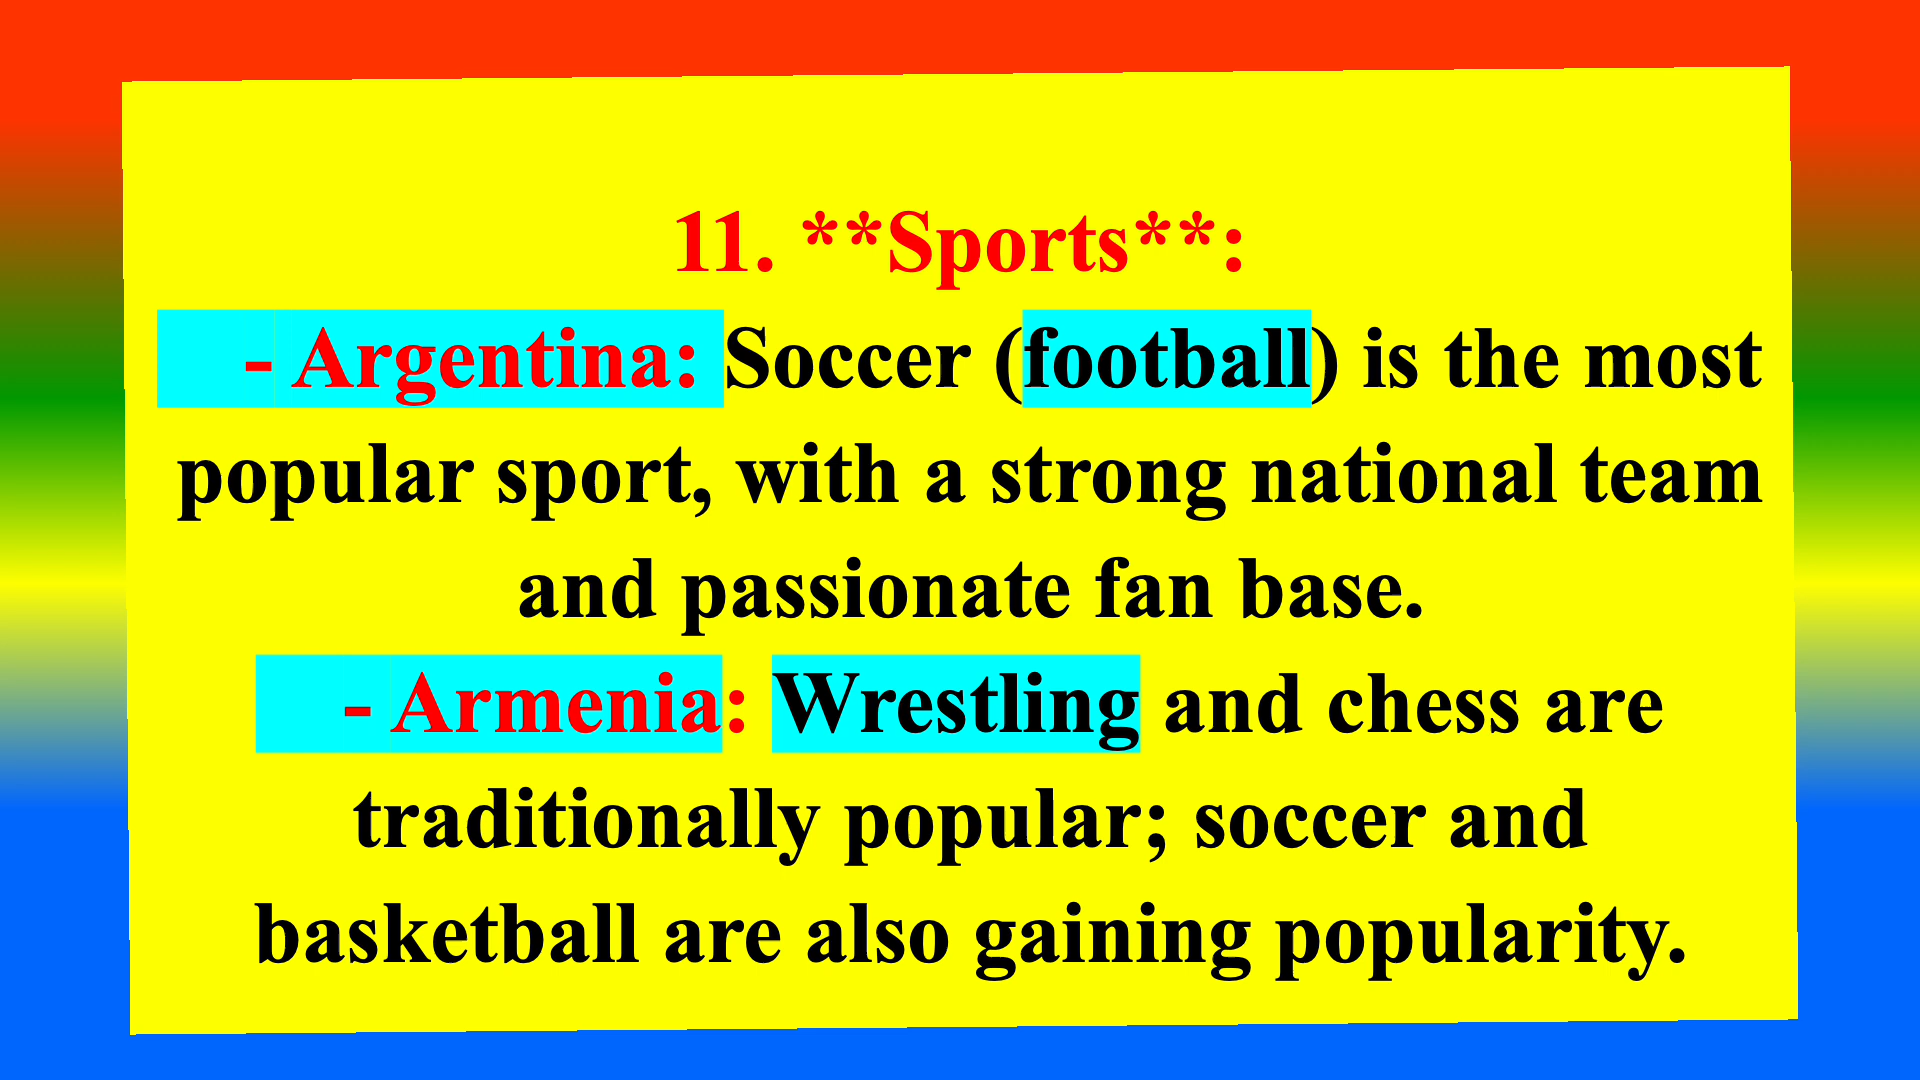 11. **Sports**:
- Argentina: Soccer (football) is the most
popular sport, with a strong national team
and passionate fan base.
- Armenia: Wrestling and chess are
traditionally popular; soccer and
basketball are also gaining popularity.